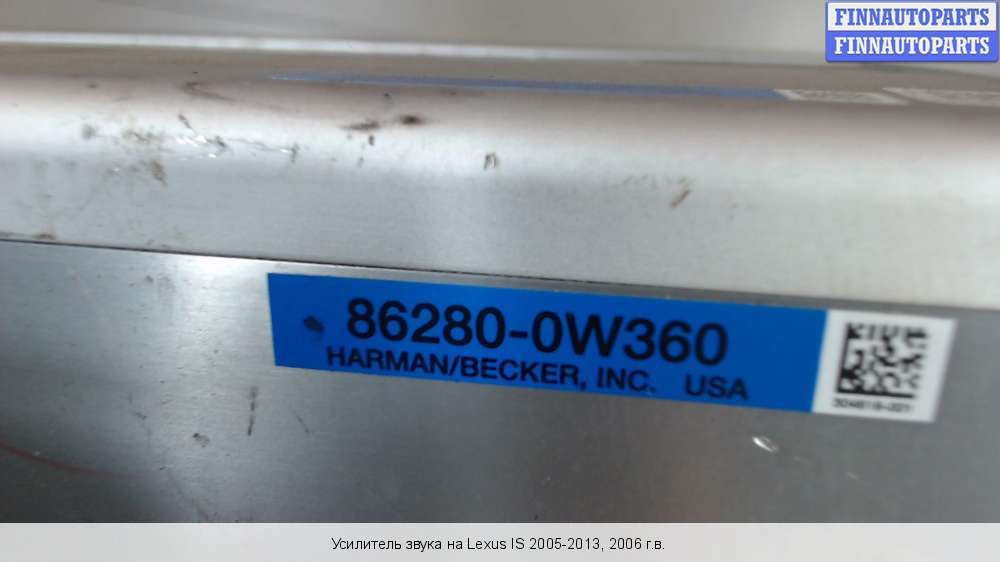 FINNAUTOPARTS
FINNAUTOPARTS
86280-0W360
HARMAN/BECKER, INC. USA
Усилитель звука на Lexus IS 2005-2013, 2006 г.в.